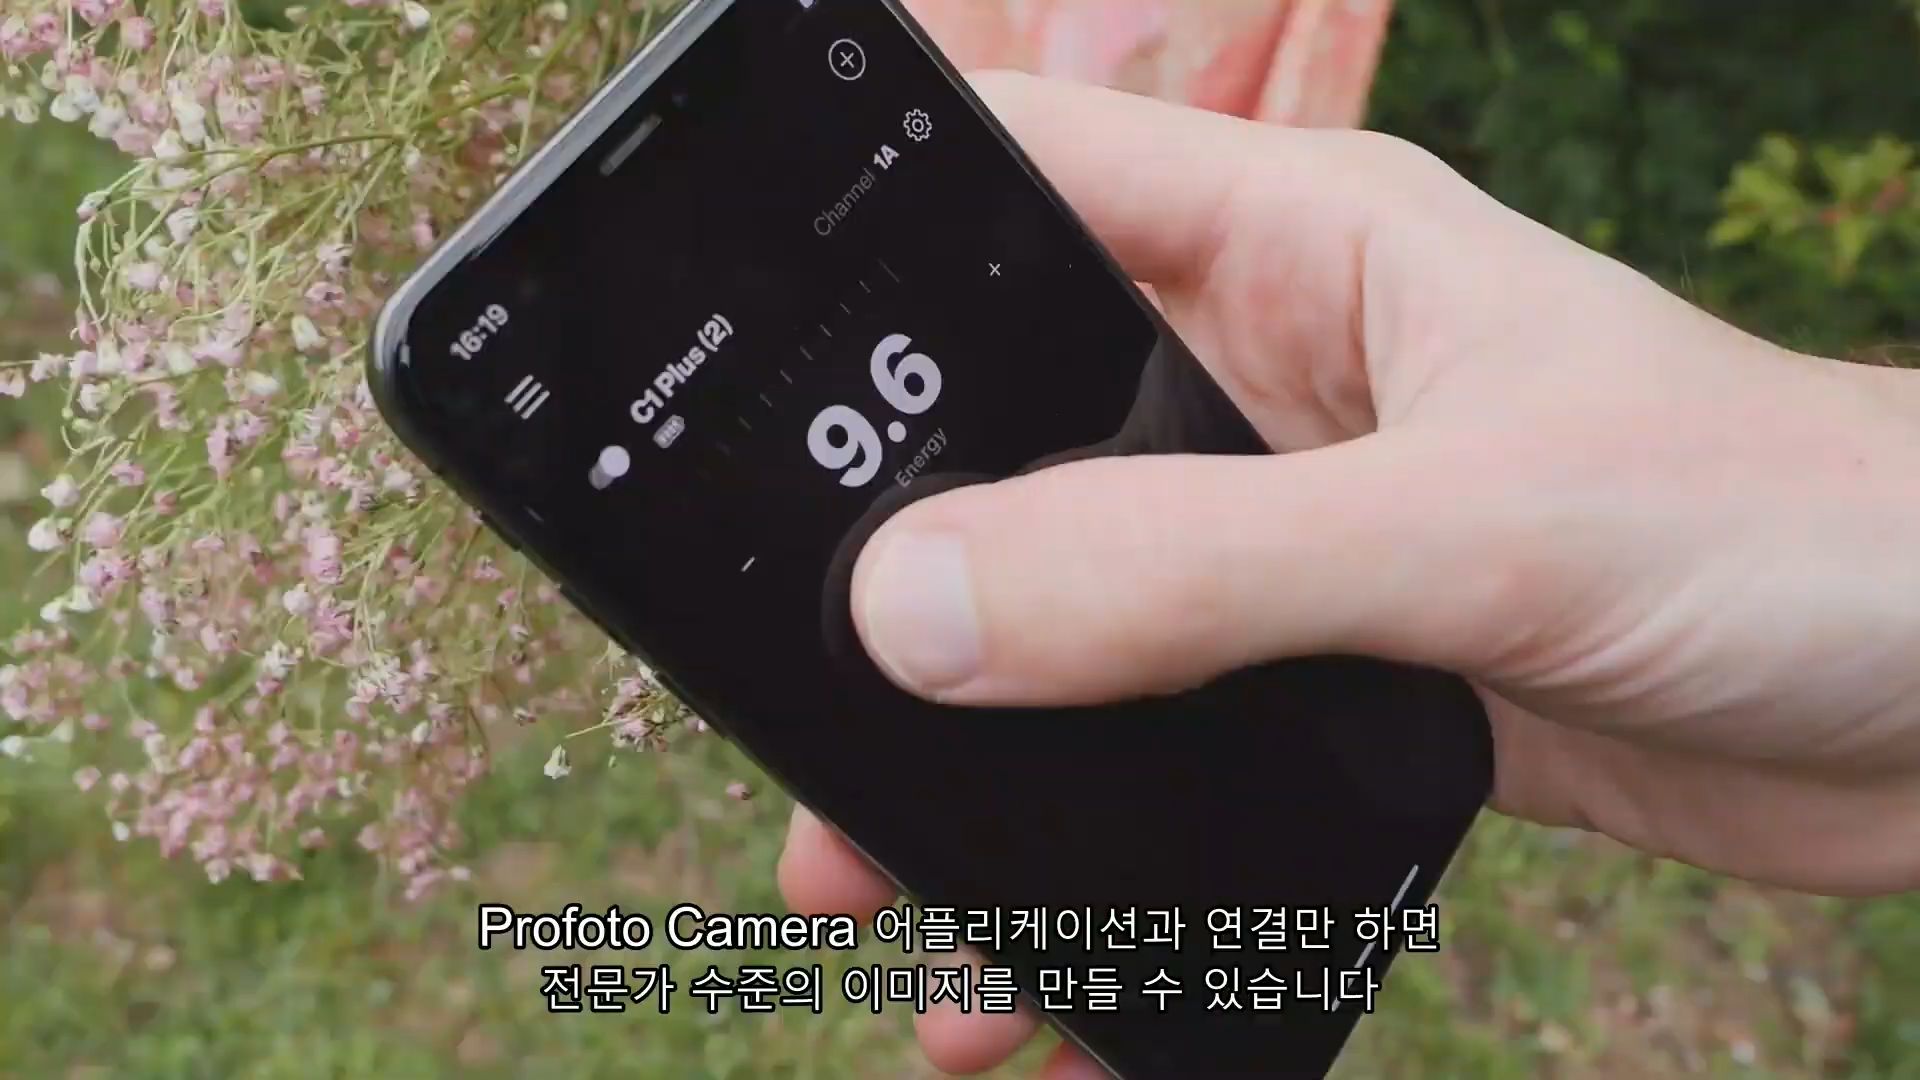 16:19
C1 Plus (2)
Channel 1A
9.6
Energy
Profoto Camera 어플리케이션과 연결만 하면
전문가 수준의 이미지를 만들 수 있습니다